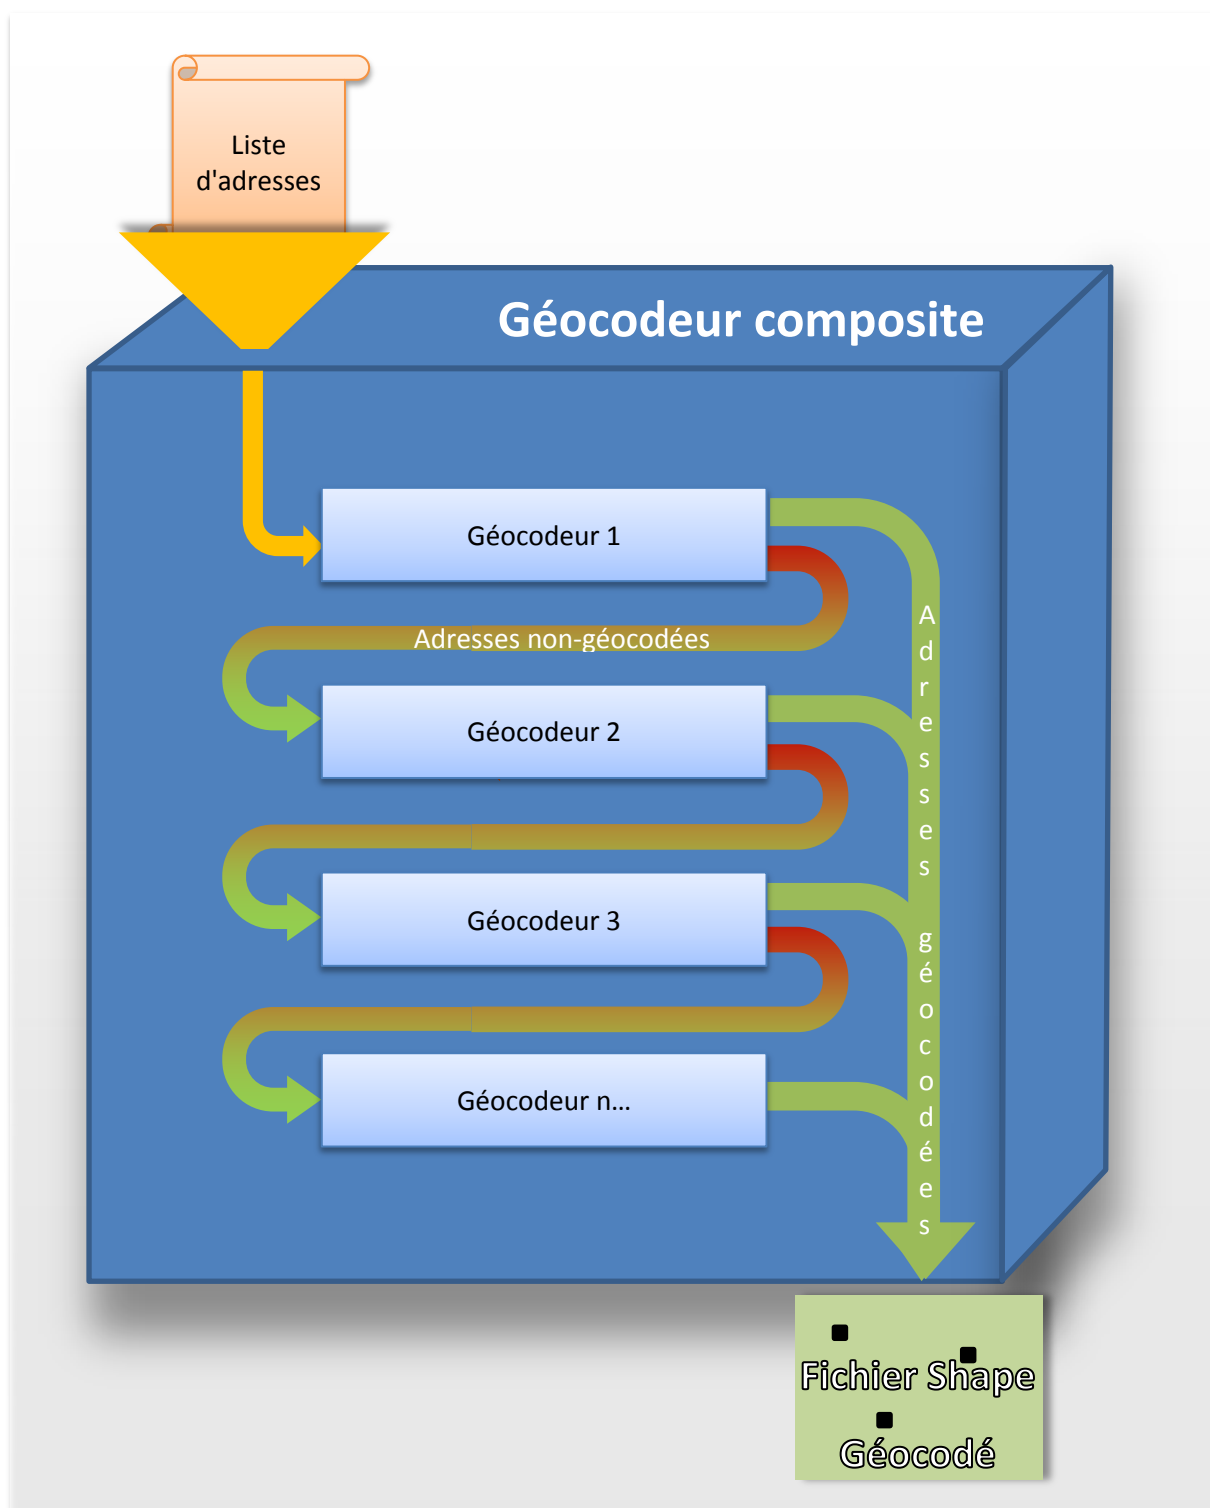 Liste
d'adresses
Géocodeur composite
Géocodeur 1
Adresses non-géocodées
Géocodeur 2
Géocodeur 3
Géocodeur n...
Adresses géocodées
Fichier Shape
Géocodé